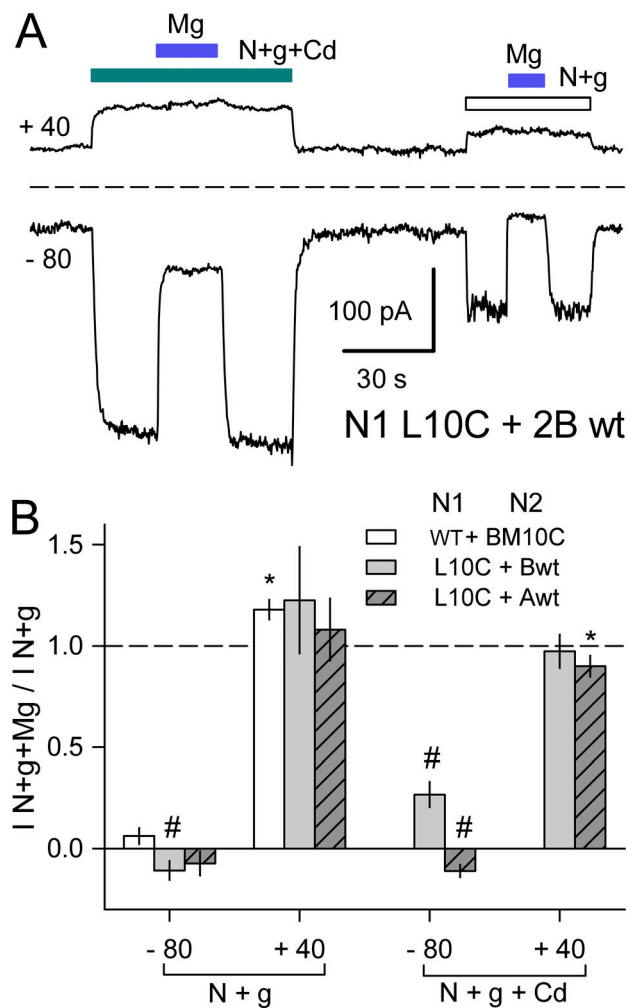 A
Mg
N+g+Cd
Mg
N+g
+ 40
- 80
100 pA
30 s
N1 L10C + 2B wt
B
N1 N2
WT + BM10C
L10C + Bwt
L10C + Awt
I N+g+Mg / I N+g
1.5
1.0
0.5
0.0
*
#
#
#
*
- 80 + 40 - 80 + 40
N + g N + g + Cd